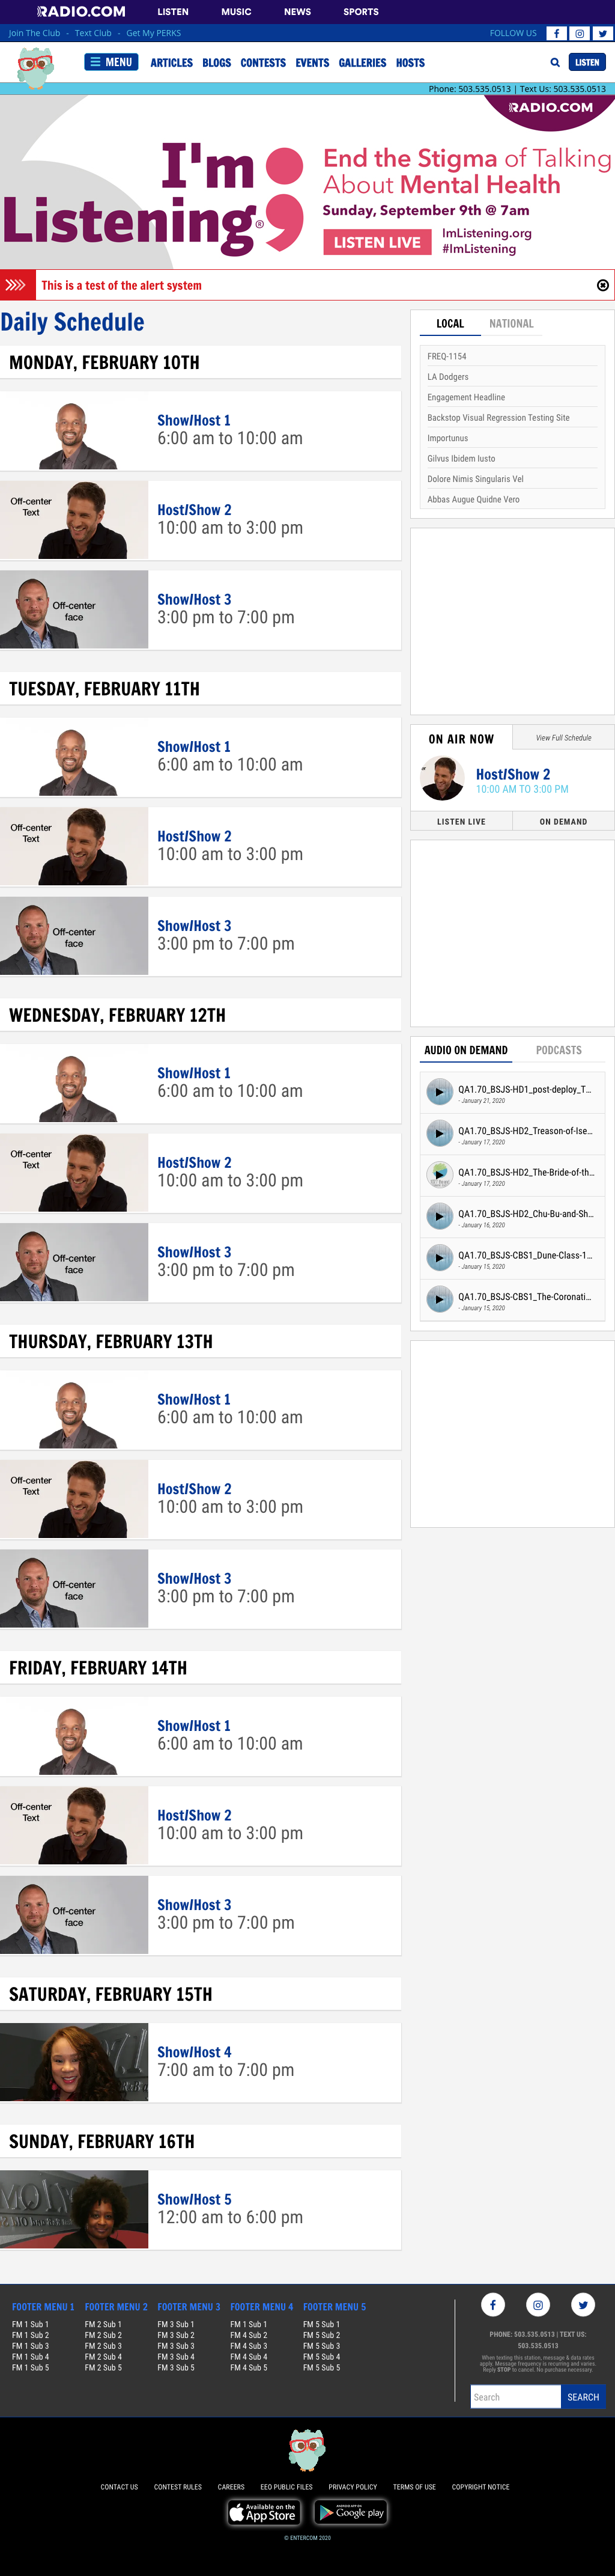 RADIO.COM LISTEN MUSIC NEWS SPORTS
Join The Club - Text Club - Get My PERKS FOLLOW US
MENU ARTICLES BLOGS CONTESTS EVENTS GALLERIES HOSTS LISTEN
Phone: 503.535.0513 | Text Us: 503.535.0513
RADIO.COM
I'm
Listening®
End the Stigma of Talking
About Mental Health
Sunday, September 9th @ 7am
LISTEN LIVE
ImListening.org
#ImListening
This is a test of the alert system
Daily Schedule
MONDAY, FEBRUARY 10TH
Show/Host 1
6:00 am to 10:00 am
Off-center
Text
Host/Show 2
10:00 am to 3:00 pm
Off-center
face
Show/Host 3
3:00 pm to 7:00 pm
TUESDAY, FEBRUARY 11TH
Show/Host 1
6:00 am to 10:00 am
Off-center
Text
Host/Show 2
10:00 am to 3:00 pm
Off-center
face
Show/Host 3
3:00 pm to 7:00 pm
WEDNESDAY, FEBRUARY 12TH
Show/Host 1
6:00 am to 10:00 am
Off-center
Text
Host/Show 2
10:00 am to 3:00 pm
Off-center
face
Show/Host 3
3:00 pm to 7:00 pm
THURSDAY, FEBRUARY 13TH
Show/Host 1
6:00 am to 10:00 am
Off-center
Text
Host/Show 2
10:00 am to 3:00 pm
Off-center
face
Show/Host 3
3:00 pm to 7:00 pm
FRIDAY, FEBRUARY 14TH
Show/Host 1
6:00 am to 10:00 am
Off-center
Text
Host/Show 2
10:00 am to 3:00 pm
Off-center
face
Show/Host 3
3:00 pm to 7:00 pm
SATURDAY, FEBRUARY 15TH
Show/Host 4
7:00 am to 7:00 pm
SUNDAY, FEBRUARY 16TH
Show/Host 5
12:00 am to 6:00 pm
LOCAL NATIONAL
FREQ-1154
LA Dodgers
Engagement Headline
Backstop Visual Regression Testing Site
Importunus
Gilvus Ibidem Iusto
Dolore Nimis Singularis Vel
Abbas Augue Quidne Vero
ON AIR NOW View Full Schedule
Host/Show 2
10:00 AM TO 3:00 PM
LISTEN LIVE ON DEMAND
AUDIO ON DEMAND PODCASTS
QA1.70_BSJS-HD1_post-deploy_T...
- January 21, 2020
QA1.70_BSJS-HD2_Treason-of-Ise...
- January 17, 2020
QA1.70_BSJS-HD2_The-Bride-of-th...
- January 17, 2020
QA1.70_BSJS-HD2_Chu-Bu-and-Sh...
- January 16, 2020
QA1.70_BSJS-CBS1_Dune-Class-1...
- January 15, 2020
QA1.70_BSJS-CBS1_The-Coronati...
- January 15, 2020
FOOTER MENU 1 FOOTER MENU 2 FOOTER MENU 3 FOOTER MENU 4 FOOTER MENU 5
FM 1 Sub 1 FM 2 Sub 1 FM 3 Sub 1 FM 1 Sub 1 FM 5 Sub 1
FM 1 Sub 2 FM 2 Sub 2 FM 3 Sub 2 FM 4 Sub 2 FM 5 Sub 2
FM 1 Sub 3 FM 2 Sub 3 FM 3 Sub 3 FM 4 Sub 3 FM 5 Sub 3
FM 1 Sub 4 FM 2 Sub 4 FM 3 Sub 4 FM 4 Sub 4 FM 5 Sub 4
FM 1 Sub 5 FM 2 Sub 5 FM 3 Sub 5 FM 4 Sub 5 FM 5 Sub 5
PHONE: 503.535.0513 | TEXT US:
503.535.0513
When texting this station, message & data rates
apply. Message frequency is recurring and varies.
Reply STOP to cancel. No purchase necessary.
Search SEARCH
CONTACT US CONTEST RULES CAREERS EEO PUBLIC FILES PRIVACY POLICY TERMS OF USE COPYRIGHT NOTICE
Available on the
App Store
ANDROID APP ON
Google play
© ENTERCOM 2020